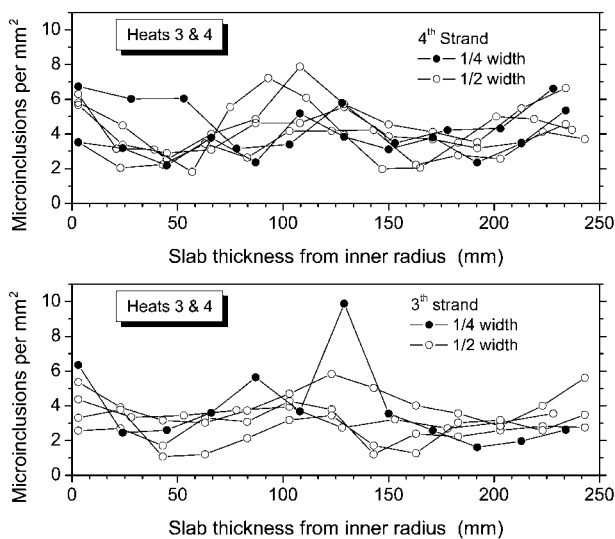 10
8
6
4
2
0
Microinclusions per mm²
Heats 3 & 4
4th Strand
1/4 width
1/2 width
0 50 100 150 200 250
Slab thickness from inner radius (mm)
10
8
6
4
2
0
Microinclusions per mm²
Heats 3 & 4
3th strand
1/4 width
1/2 width
0 50 100 150 200 250
Slab thickness from inner radius (mm)